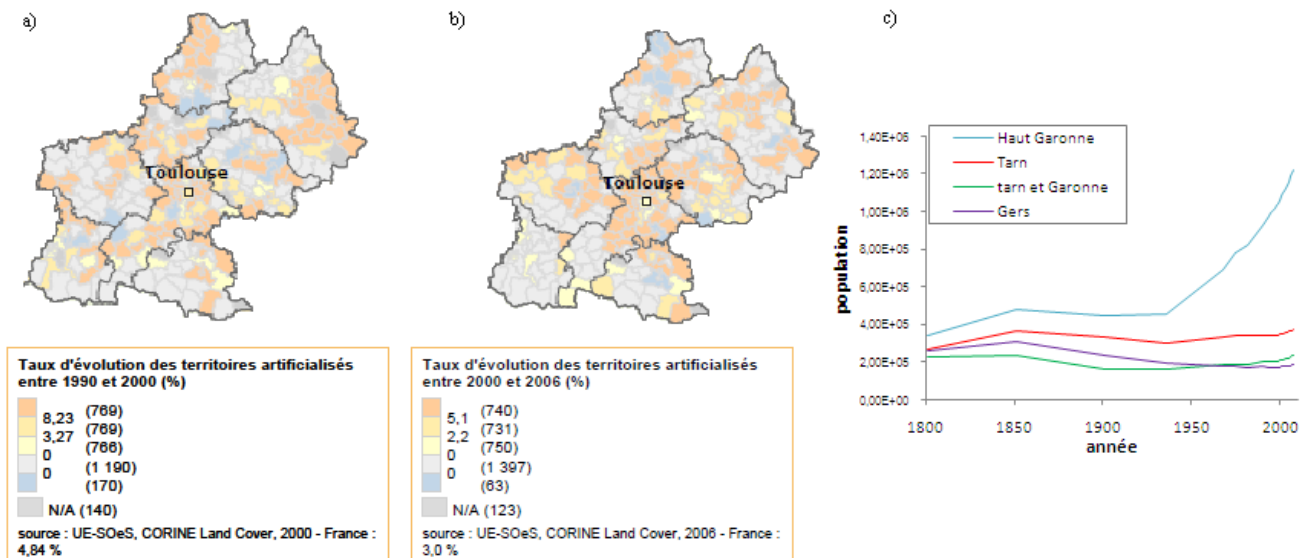 a)
Toulouse
Taux d'évolution des territoires artificialisés
entre 1990 et 2000 (%)
(769)
8,23
(769)
3,27
(766)
0
(1 190)
0
(170)
N/A (140)
source : UE-SOeS, CORINE Land Cover, 2000 - France :
4,84 %
b)
Toulouse
Taux d'évolution des territoires artificialisés
entre 2000 et 2006 (%)
(740)
5,1
(731)
2,2
(750)
0
(1 397)
0
(63)
N/A (123)
source : UE-SOeS, CORINE Land Cover, 2006 - France :
3,0 %
c)
Haut Garonne
Tarn
tarn et Garonne
Gers
population
1,40E+06
1,20E+06
1,00E+06
8,00E+05
6,00E+05
4,00E+05
2,00E+05
0,00E+00
1800 1850 1900 1950 2000
année